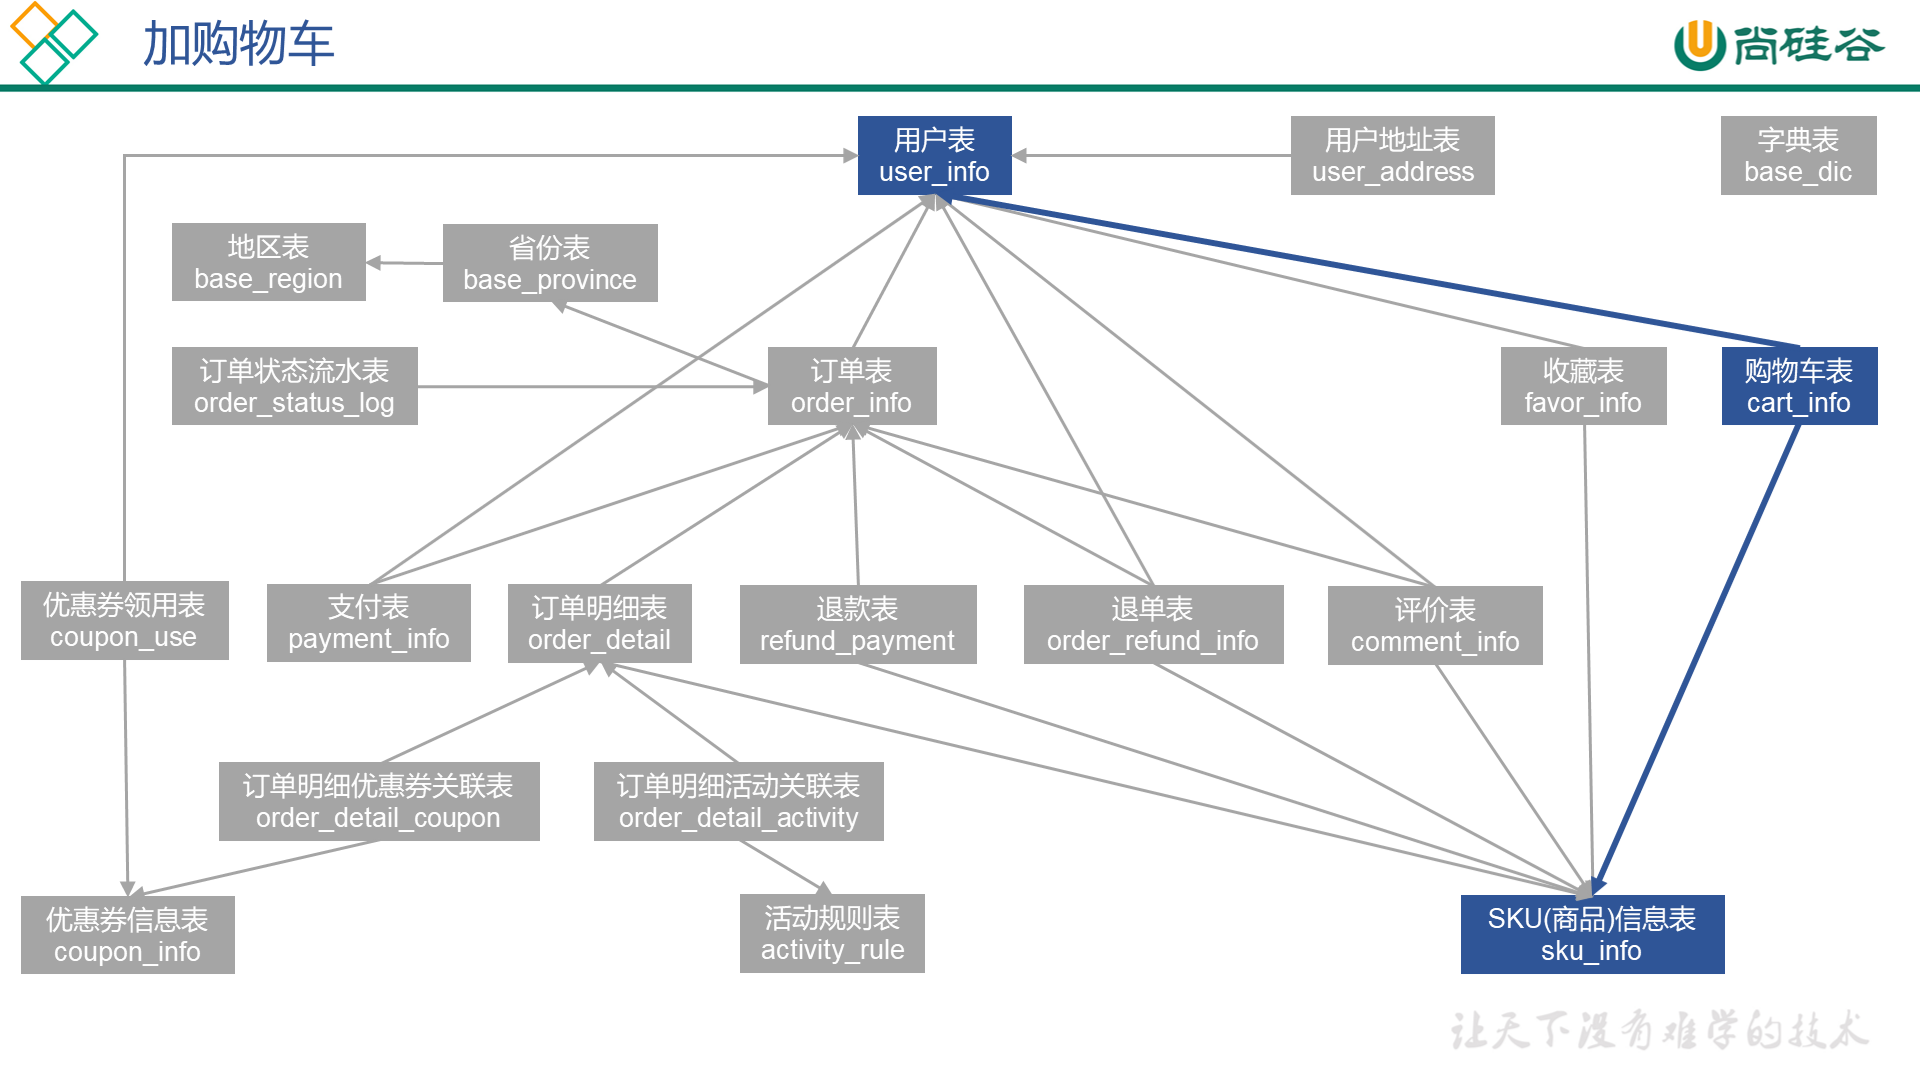 加购物车
尚硅谷
用户表
user_info
用户地址表
user_address
字典表
base_dic
地区表
base_region
省份表
base_province
订单状态流水表
order_status_log
订单表
order_info
收藏表
favor_info
购物车表
cart_info
优惠券领用表
coupon_use
支付表
payment_info
订单明细表
order_detail
退款表
refund_payment
退单表
order_refund_info
评价表
comment_info
订单明细优惠券关联表
order_detail_coupon
订单明细活动关联表
order_detail_activity
优惠券信息表
coupon_info
活动规则表
activity_rule
SKU(商品)信息表
sku_info
让天下没有难学的技术